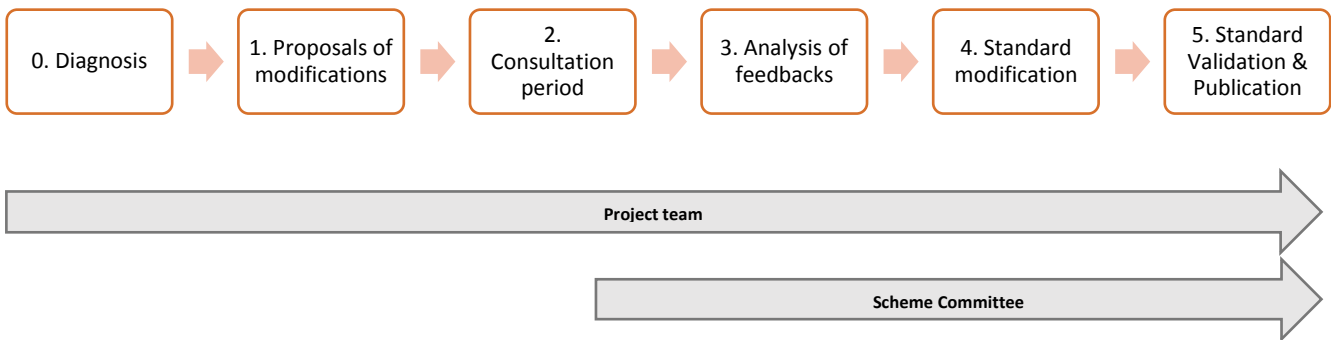 0. Diagnosis
1. Proposals of
modifications
2.
Consultation
period
3. Analysis of
feedbacks
4. Standard
modification
5. Standard
Validation &
Publication
Project team
Scheme Committee